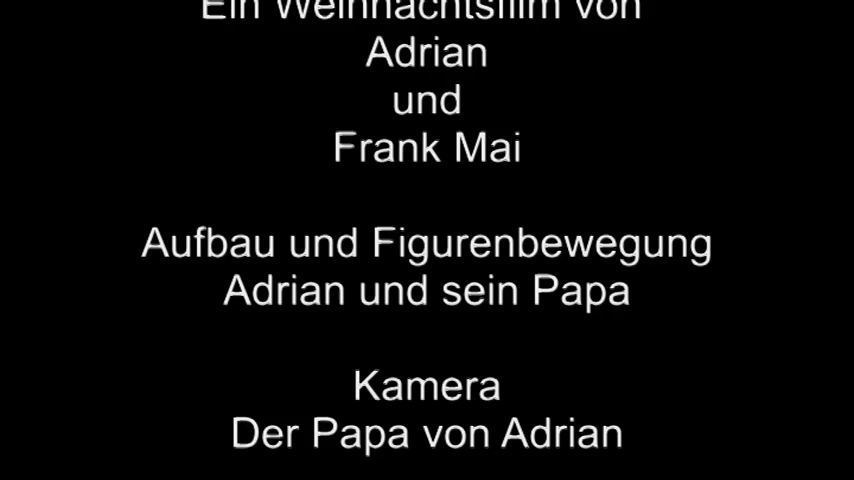 Ein Weihnachtsfilm von
Adrian
und
Frank Mai
Aufbau und Figurenbewegung
Adrian und sein Papa
Kamera
Der Papa von Adrian